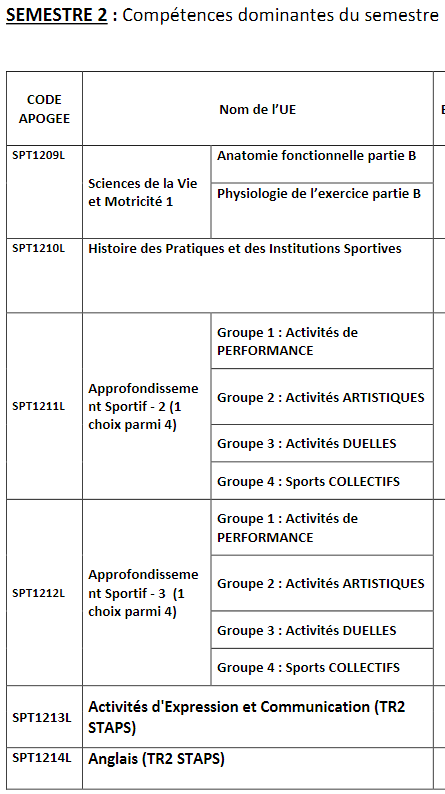 SEMESTRE 2 : Compétences dominantes du semestre
CODE
APOGEE
Nom de l'UE
SPT1209L
Sciences de la Vie
et Motricité 1
Anatomie fonctionnelle partie B
Physiologie de l'exercice partie B
SPT1210L
Histoire des Pratiques et des Institutions Sportives
SPT1211L
Approfondisseme
nt Sportif - 2 (1
choix parmi 4)
Groupe 1 : Activités de
PERFORMANCE
Groupe 2 : Activités ARTISTIQUES
Groupe 3 : Activités DUELLES
Groupe 4 : Sports COLLECTIFS
SPT1212L
Approfondisseme
nt Sportif - 3 (1
choix parmi 4)
Groupe 1 : Activités de
PERFORMANCE
Groupe 2 : Activités ARTISTIQUES
Groupe 3 : Activités DUELLES
Groupe 4 : Sports COLLECTIFS
SPT1213L
Activités d'Expression et Communication (TR2
STAPS)
SPT1214L
Anglais (TR2 STAPS)